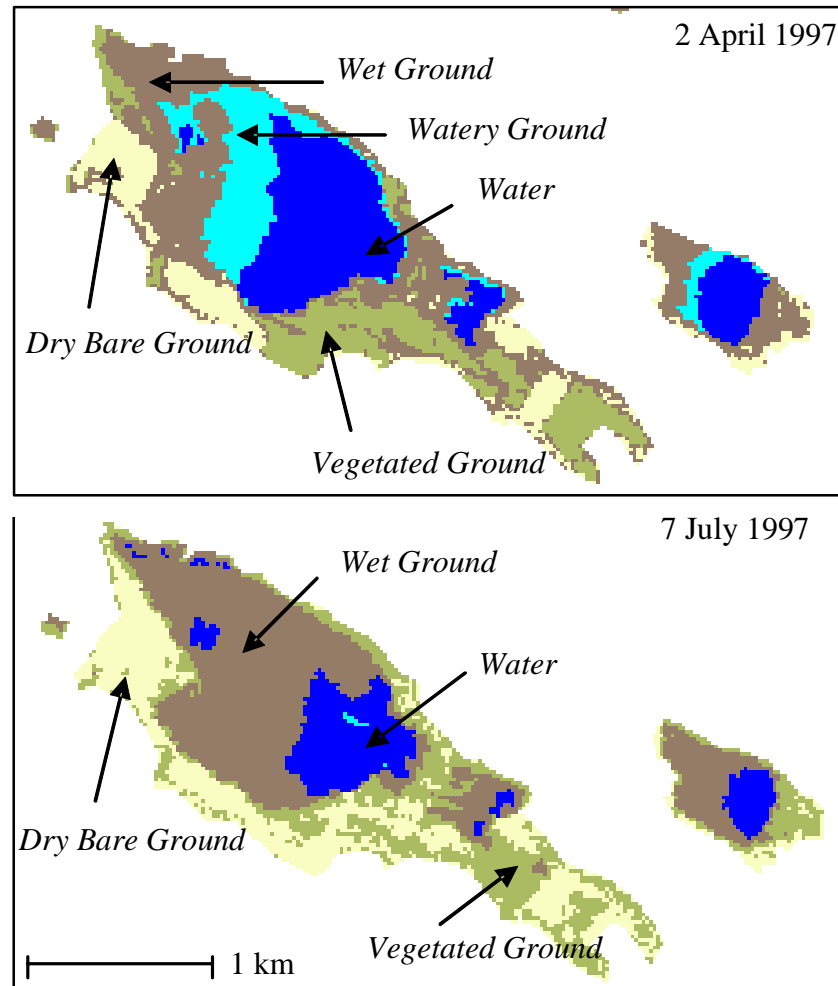 2 April 1997
Wet Ground
Watery Ground
Water
Dry Bare Ground
Vegetated Ground
7 July 1997
Wet Ground
Water
Dry Bare Ground
Vegetated Ground
1 km